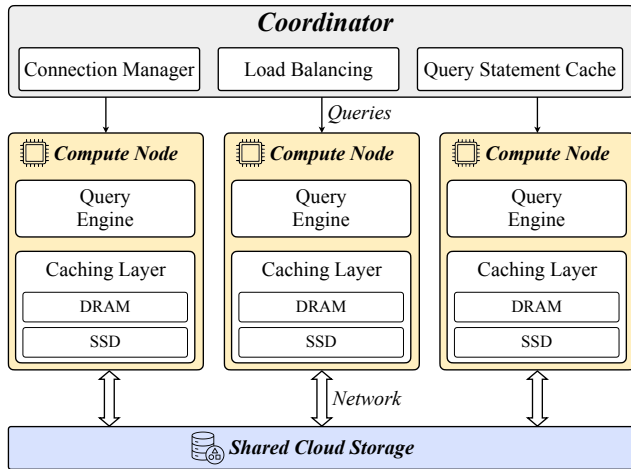 Coordinator
Connection Manager
Load Balancing
Query Statement Cache
Queries
Compute Node
Query
Engine
Caching Layer
DRAM
SSD
Compute Node
Query
Engine
Caching Layer
DRAM
SSD
Compute Node
Query
Engine
Caching Layer
DRAM
SSD
Network
Shared Cloud Storage